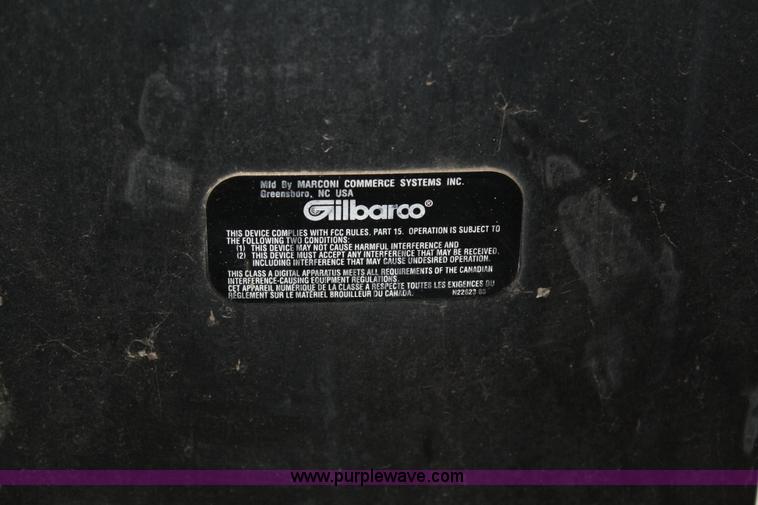 Mfd By MARCONI COMMERCE SYSTEMS INC.
Greensboro, NC USA
Gilbarco®
THIS DEVICE COMPLIES WITH FCC RULES. PART 15. OPERATION IS SUBJECT TO
THE FOLLOWING TWO CONDITIONS:
(1) THIS DEVICE MAY NOT CAUSE HARMFUL INTERFERENCE AND
(2) THIS DEVICE MUST ACCEPT ANY INTERFERENCE THAT MAY BE RECEIVED,
INCLUDING INTERFERENCE THAT MAY CAUSE UNDESIRED OPERATION.
THIS CLASS A DIGITAL APPARATUS MEETS ALL REQUIREMENTS OF THE CANADIAN
INTERFERENCE-CAUSING EQUIPMENT REGULATIONS.
CET APPAREIL NUMERIQUE DE LA CLASSE A RESPECTE TOUTES LES EXIGENCES DU
RÈGLEMENT SUR LE MATÉRIEL BROUILLEUR DU CANADA.
www.purplewave.com